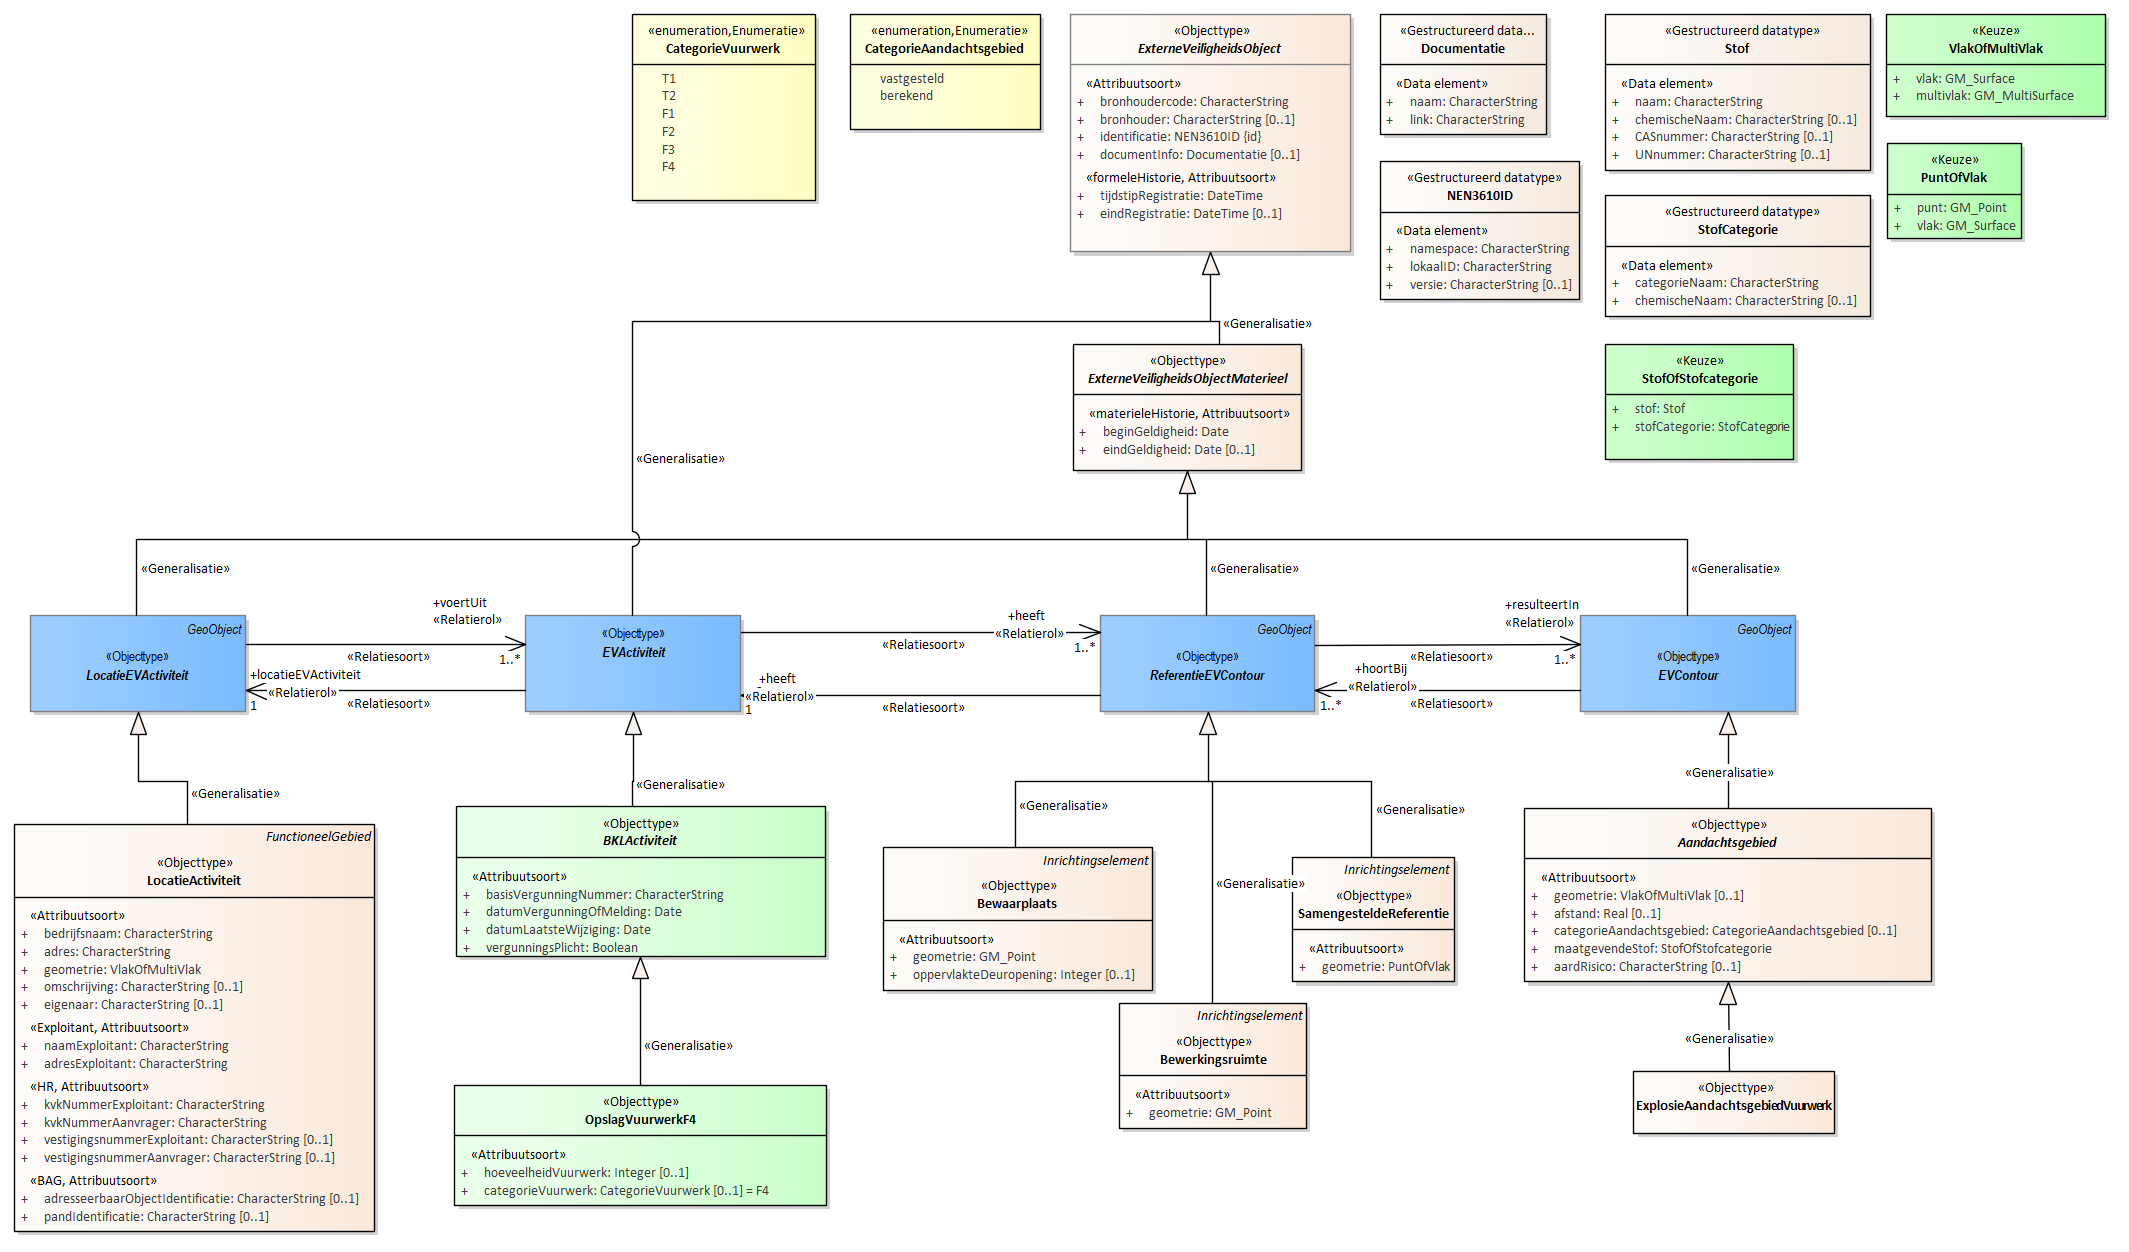 «enumeration,Enumeratie»
CategorieVuurwerk
T1
T2
F1
F2
F3
F4
«enumeration,Enumeratie»
CategorieAandachtsgebied
vastgesteld
berekend
«Objecttype»
ExterneVeiligheidsObject
«Attribuutsoort»
+ bronhoudercode: CharacterString
+ bronhouder: CharacterString [0..1]
+ identificatie: NEN3610ID {id}
+ documentInfo: Documentatie [0..1]
«formeleHistorie, Attribuutsoort»
+ tijdstipRegistratie: DateTime
+ eindRegistratie: DateTime [0..1]
«Gestructureerd data...
Documentatie
«Data element»
+ naam: CharacterString
+ link: CharacterString
«Gestructureerd datatype»
NEN3610ID
«Data element»
+ namespace: CharacterString
+ lokaalID: CharacterString
+ versie: CharacterString [0..1]
«Gestructureerd datatype»
Stof
«Data element»
+ naam: CharacterString
+ chemischeNaam: CharacterString [0..1]
+ CASnummer: CharacterString [0..1]
+ UNnummer: CharacterString [0..1]
«Gestructureerd datatype»
StofCategorie
«Data element»
+ categorieNaam: CharacterString
+ chemischeNaam: CharacterString [0..1]
«Keuze»
VlakOfMultiVlak
+ vlak: GM_Surface
+ multivlak: GM_MultiSurface
«Keuze»
PuntOfVlak
+ punt: GM_Point
+ vlak: GM_Surface
«Keuze»
StofOfStofcategorie
+ stof: Stof
+ stofCategorie: StofCategorie
«Generalisatie»
«Objecttype»
ExterneVeiligheidsObjectMaterieel
«materieleHistorie, Attribuutsoort»
+ beginGeldigheid: Date
+ eindGeldigheid: Date [0..1]
«Generalisatie»
«Generalisatie»
«Generalisatie»
«Generalisatie»
GeoObject
«Objecttype»
LocatieEVActiviteit
+voertUit
«Relatierol»
1..*
«Relatiesoort»
+locatieEVActiviteit
«Relatierol»
1
«Relatiesoort»
«Objecttype»
EVActiviteit
+heeft
«Relatierol»
1..*
«Relatiesoort»
+heeft
«Relatierol»
1
«Relatiesoort»
GeoObject
«Objecttype»
ReferentieEVContour
+resulteertIn
«Relatierol»
1..*
«Relatiesoort»
+hoortBij
«Relatierol»
1..*
«Relatiesoort»
GeoObject
«Objecttype»
EVContour
«Generalisatie»
«Generalisatie»
«Generalisatie»
«Generalisatie»
«Generalisatie»
«Generalisatie»
FunctioneelGebied
«Objecttype»
LocatieActiviteit
«Attribuutsoort»
+ bedrijfsnaam: CharacterString
+ adres: CharacterString
+ geometrie: VlakOfMultiVlak
+ omschrijving: CharacterString [0..1]
+ eigenaar: CharacterString [0..1]
«Exploitant, Attribuutsoort»
+ naamExploitant: CharacterString
+ adresExploitant: CharacterString
«HR, Attribuutsoort»
+ kvkNummerExploitant: CharacterString
+ kvkNummerAanvrager: CharacterString
+ vestigingsnummerExploitant: CharacterString [0..1]
+ vestigingsnummerAanvrager: CharacterString [0..1]
«BAG, Attribuutsoort»
+ adresseerbaarObjectIdentificatie: CharacterString [0..1]
+ pandIdentificatie: CharacterString [0..1]
«Objecttype»
BKLActiviteit
«Attribuutsoort»
+ basisVergunningNummer: CharacterString
+ datumVergunningOfMelding: Date
+ datumLaatsteWijziging: Date
+ vergunningsPlicht: Boolean
«Generalisatie»
«Objecttype»
OpslagVuurwerkF4
«Attribuutsoort»
+ hoeveelheidVuurwerk: Integer [0..1]
+ categorieVuurwerk: CategorieVuurwerk [0..1] = F4
Inrichtingselement
«Objecttype»
Bewaarplaats
«Attribuutsoort»
+ geometrie: GM_Point
+ oppervlakteDeuropening: Integer [0..1]
Inrichtingselement
«Objecttype»
SamengesteldeReferentie
«Attribuutsoort»
+ geometrie: PuntOfVlak
Inrichtingselement
«Objecttype»
Bewerkingsruimte
«Attribuutsoort»
+ geometrie: GM_Point
«Objecttype»
Aandachtsgebied
«Attribuutsoort»
+ geometrie: VlakOfMultiVlak [0..1]
+ afstand: Real [0..1]
+ categorieAandachtsgebied: CategorieAandachtsgebied [0..1]
+ maatgevendeStof: StofOfStofcategorie
+ aardRisico: CharacterString [0..1]
«Generalisatie»
«Objecttype»
ExplosieAandachtsgebiedVuurwerk